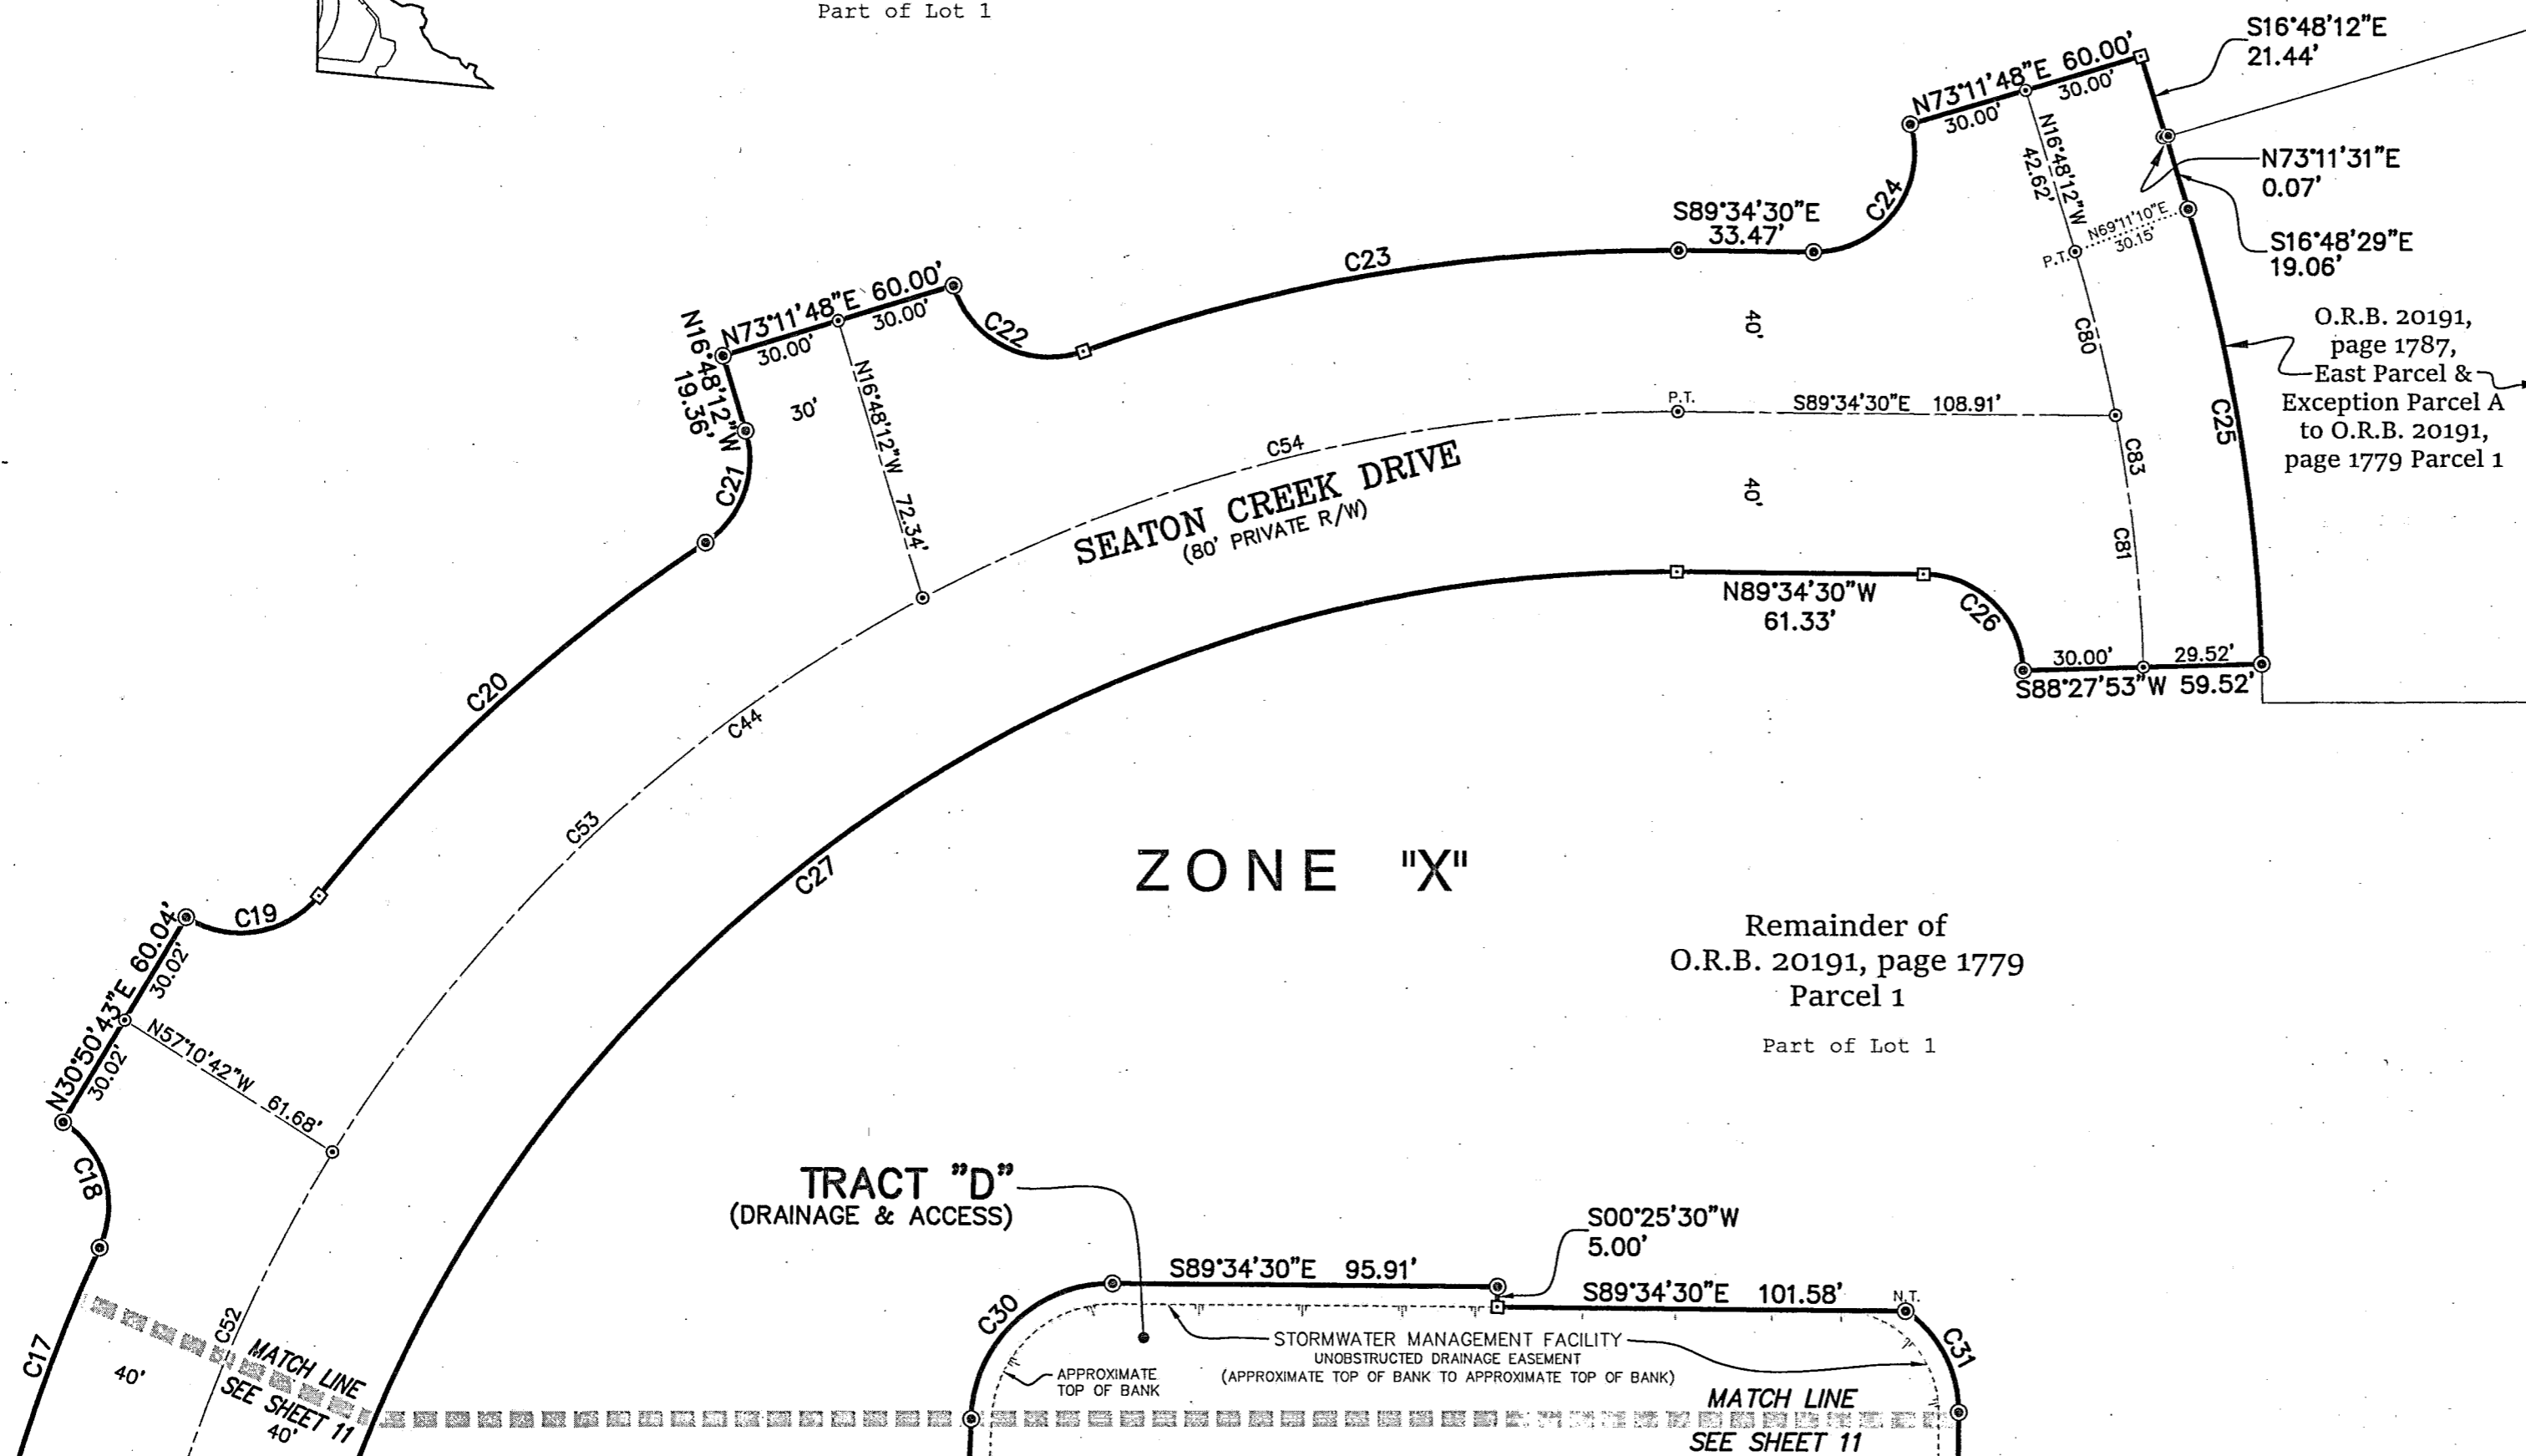 Part of Lot 1
S16°48'12"E
21.44'
N73°11'48"E 60.00'
30.00'
30.00'
N16°48'12"W
42.62'
N73°11'31"E
0.07'
N69°11'10"E
30.15'
P.T.
S16°48'29"E
19.06'
C24
S89°34'30"E
33.47'
C23
N73°11'48"E 60.00'
30.00'
30.00'
C22
N16°48'12"W
19.36'
30'
N16°48'12"W 72.34'
C21
40'
C80
O.R.B. 20191,
page 1787,
East Parcel &
Exception Parcel A
to O.R.B. 20191,
page 1779 Parcel 1
C25
P.T.
S89°34'30"E 108.91'
C54
C83
SEATON CREEK DRIVE
(80' PRIVATE R/W)
40'
C81
N89°34'30"W
61.33'
C26
30.00'
29.52'
S88°27'53"W 59.52'
C20
C44
C53
C27
ZONE "X"
C19
N30°50'43"E 60.04'
30.02'
30.02'
N57°10'42"W 61.68'
Remainder of
O.R.B. 20191, page 1779
Parcel 1
Part of Lot 1
C18
TRACT "D"
(DRAINAGE & ACCESS)
S00°25'30"W
5.00'
S89°34'30"E 95.91'
S89°34'30"E 101.58'
N.T.
C30
C31
C17
C52
40'
MATCH LINE
SEE SHEET 11
40'
STORMWATER MANAGEMENT FACILITY
UNOBSTRUCTED DRAINAGE EASEMENT
(APPROXIMATE TOP OF BANK TO APPROXIMATE TOP OF BANK)
APPROXIMATE
TOP OF BANK
MATCH LINE
SEE SHEET 11